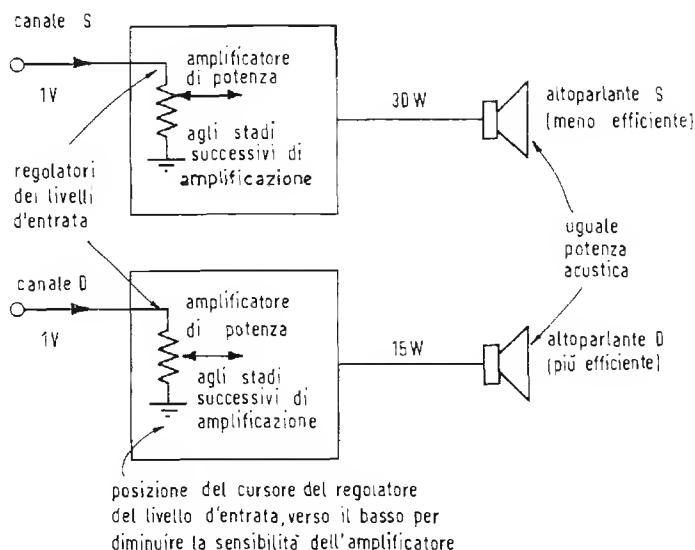 canale S
1V
amplificatore
di potenza
agli stadi
successivi di
amplificazione
30W
altoparlante S
(meno efficiente)
regolatori
dei livelli
d'entrata
uguale
potenza
acustica
canale D
1V
amplificatore
di potenza
agli stadi
successivi di
amplificazione
15W
altoparlante D
(più efficiente)
posizione del cursore del regolatore
del livello d'entrata, verso il basso per
diminuire la sensibilità dell'amplificatore